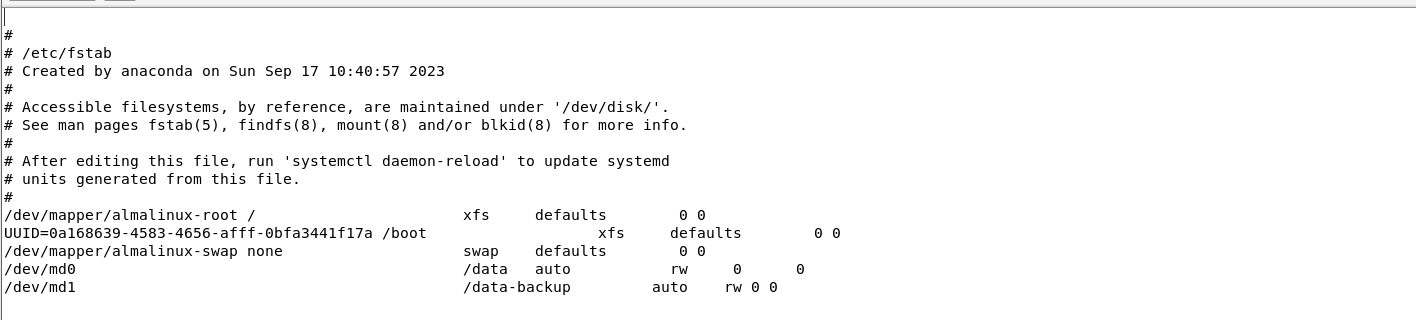 #
# /etc/fstab
# Created by anaconda on Sun Sep 17 10:40:57 2023
#
# Accessible filesystems, by reference, are maintained under '/dev/disk/'.
# See man pages fstab(5), findfs(8), mount(8) and/or blkid(8) for more info.
#
# After editing this file, run 'systemctl daemon-reload' to update systemd
# units generated from this file.
#
/dev/mapper/almalinux-root /                       xfs     defaults        0 0
UUID=0a168639-4583-4656-afff-0bfa3441f17a /boot                   xfs     defaults        0 0
/dev/mapper/almalinux-swap none                    swap    defaults        0 0
/dev/md0                                           /data   auto           rw     0      0
/dev/md1                                           /data-backup         auto    rw 0 0